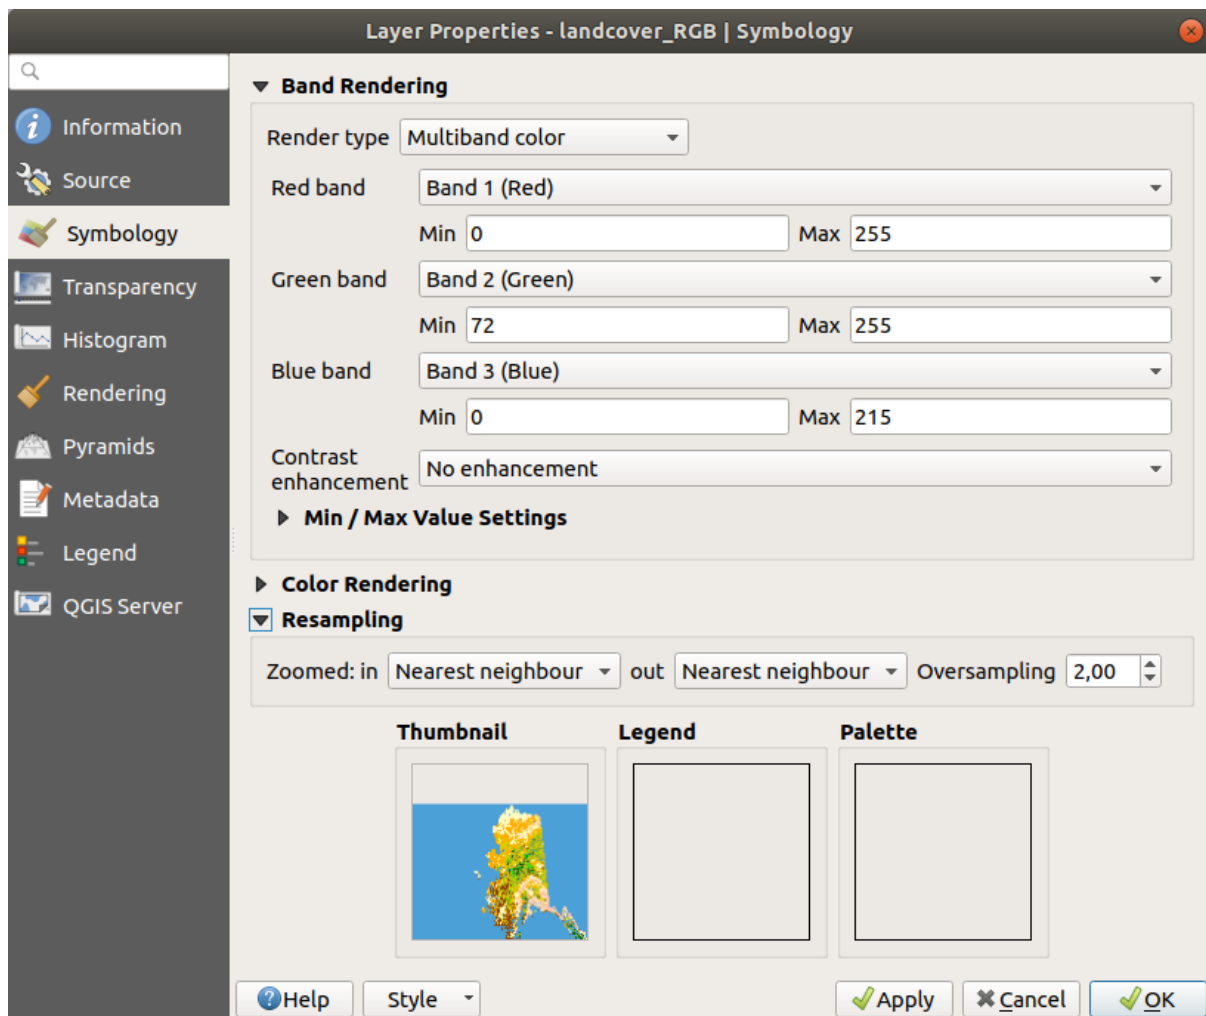 Layer Properties - landcover_RGB | Symbology
Information
Source
Symbology
Transparency
Histogram
Rendering
Pyramids
Metadata
Legend
QGIS Server
Band Rendering
Render type Multiband color
Red band Band 1 (Red)
Min 0 Max 255
Green band Band 2 (Green)
Min 72 Max 255
Blue band Band 3 (Blue)
Min 0 Max 215
Contrast
enhancement No enhancement
Min / Max Value Settings
Color Rendering
Resampling
Zoomed: in Nearest neighbour out Nearest neighbour Oversampling 2,00
Thumbnail Legend Palette
Help Style Apply Cancel OK